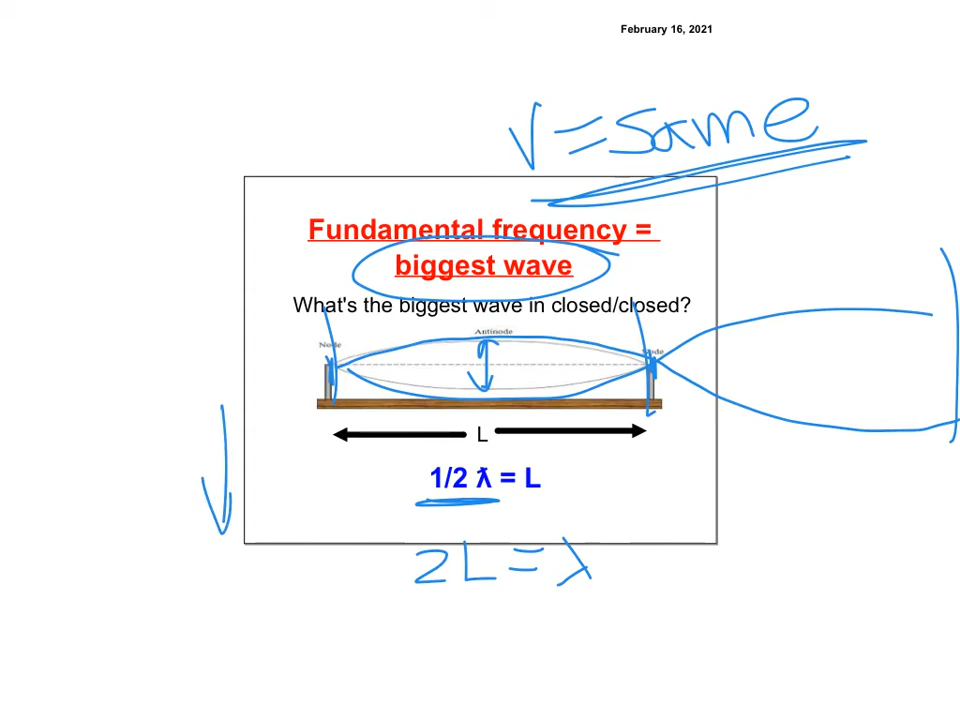 February 16, 2021
V = same
Fundamental frequency =
biggest wave
What's the biggest wave in closed/closed?
Antinode
Node
Node
L
1/2 ƛ = L
2L = λ